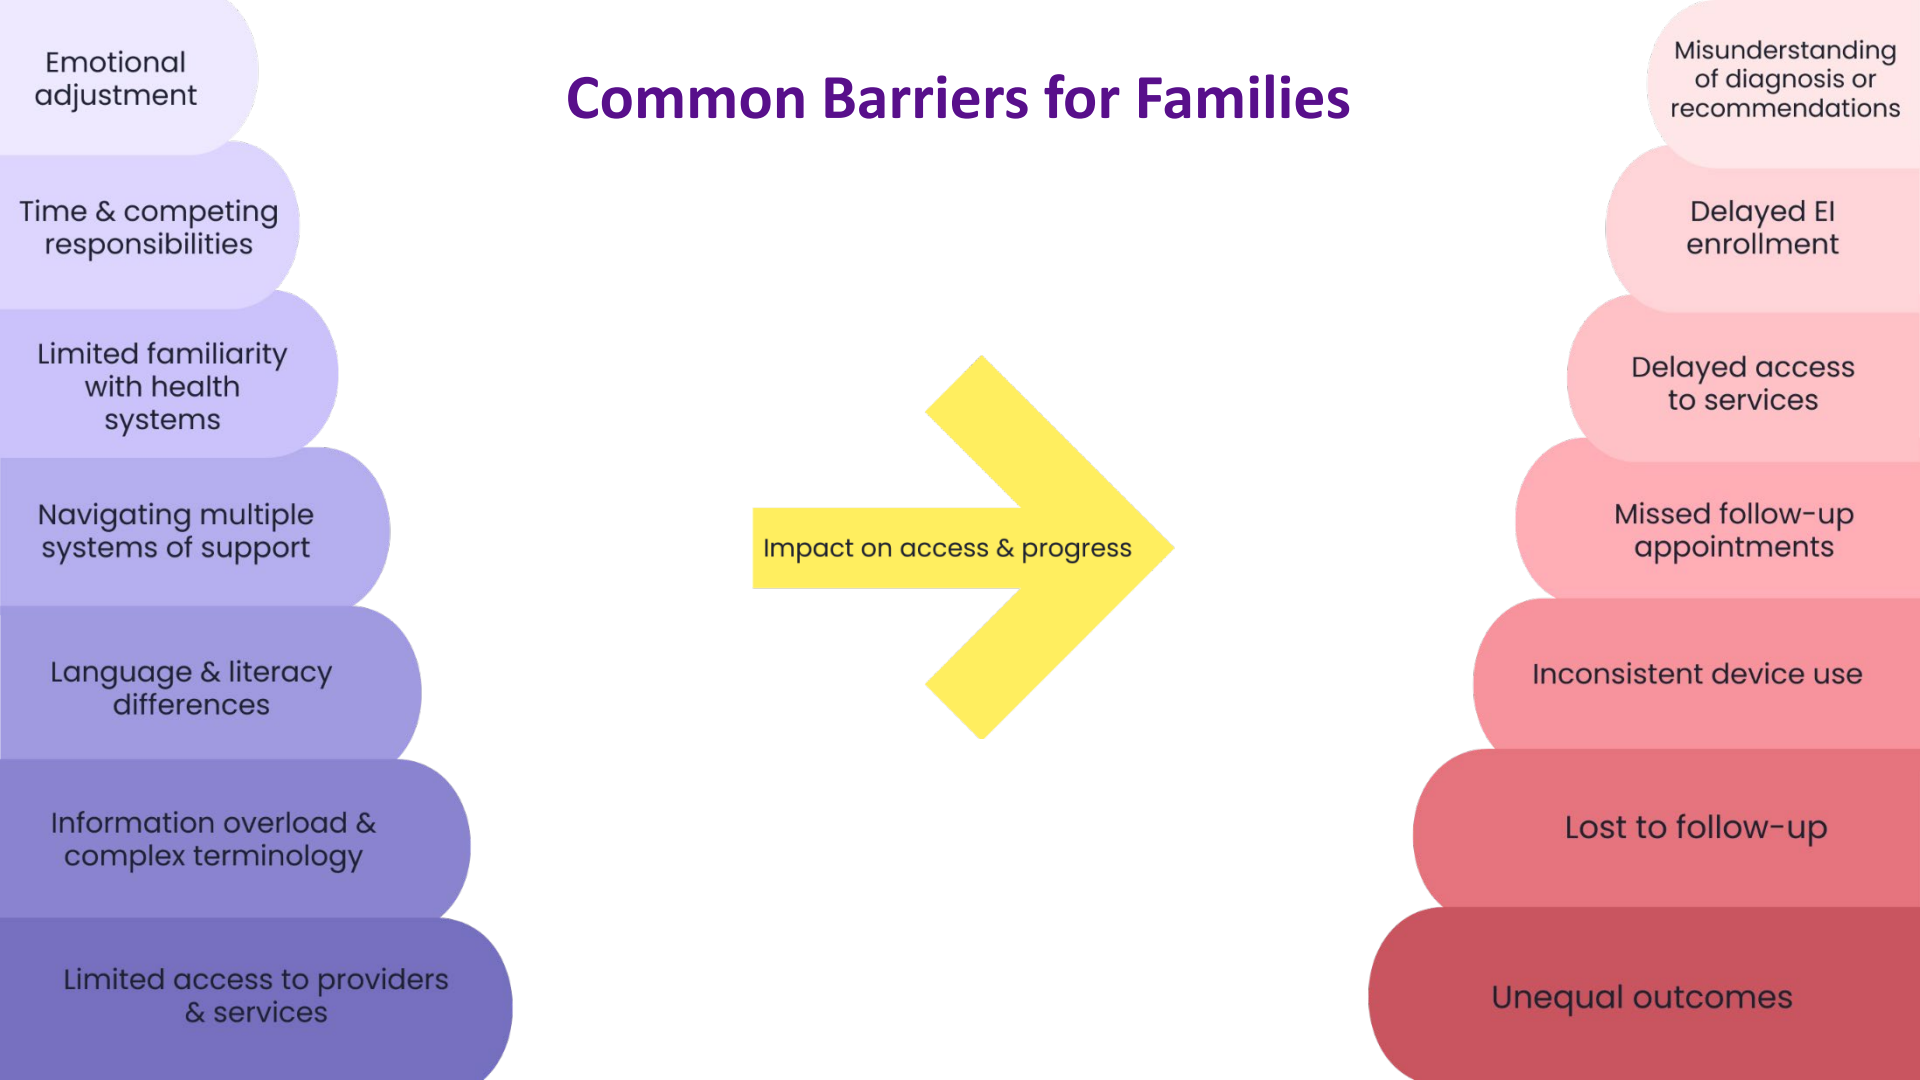 Common Barriers for Families
Emotional
adjustment
Time & competing
responsibilities
Limited familiarity
with health
systems
Navigating multiple
systems of support
Language & literacy
differences
Information overload &
complex terminology
Limited access to providers
& services
Impact on access & progress
Misunderstanding
of diagnosis or
recommendations
Delayed EI
enrollment
Delayed access
to services
Missed follow-up
appointments
Inconsistent device use
Lost to follow-up
Unequal outcomes